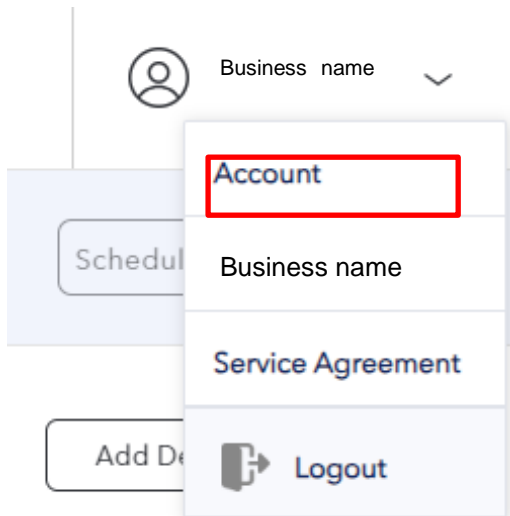 Business name
Account
Schedul
Business name
Service Agreement
Add De
Logout